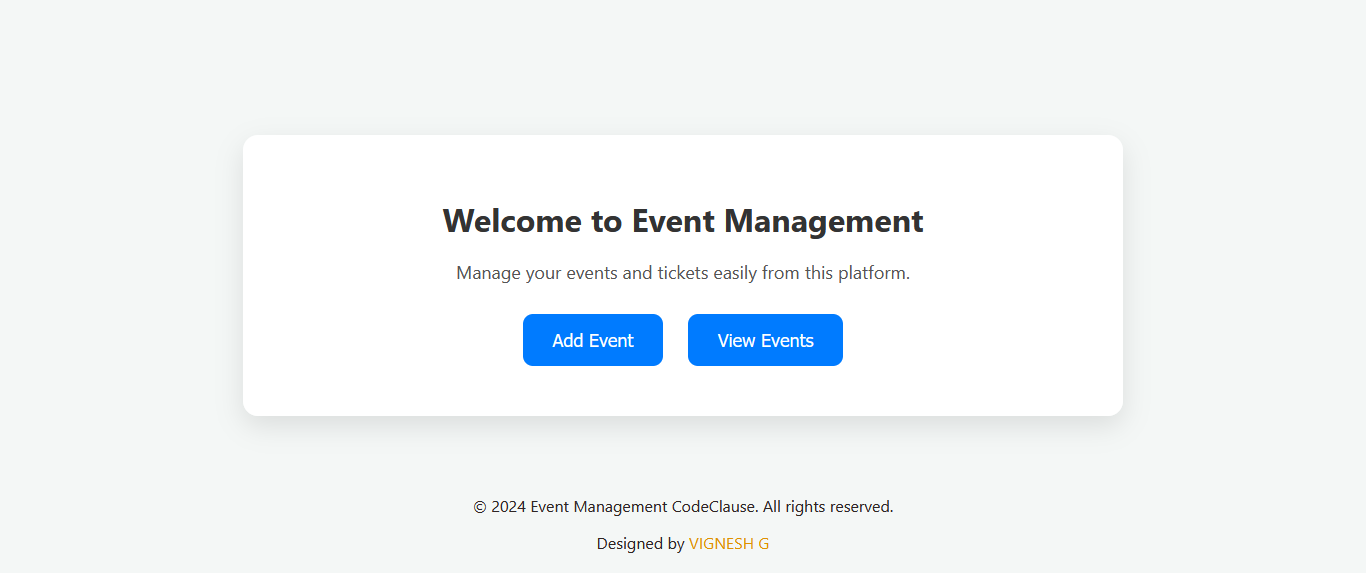 Welcome to Event Management
Manage your events and tickets easily from this platform.
Add Event
View Events
© 2024 Event Management CodeClause. All rights reserved.
Designed by VIGNESH G